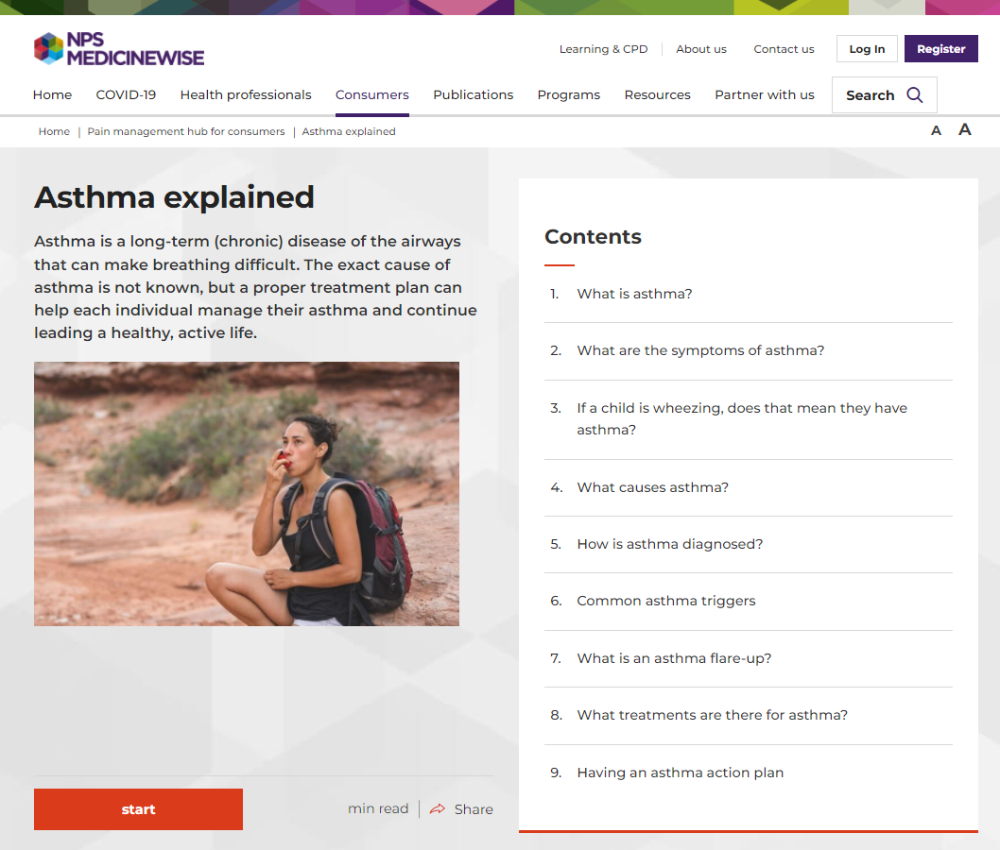 NPS
MEDICINEWISE
Learning & CPD
About us
Contact us
Log In
Register
Home
COVID-19
Health professionals
Consumers
Publications
Programs
Resources
Partner with us
Search
Home | Pain management hub for consumers | Asthma explained
A A
Asthma explained
Asthma is a long-term (chronic) disease of the airways
that can make breathing difficult. The exact cause of
asthma is not known, but a proper treatment plan can
help each individual manage their asthma and continue
leading a healthy, active life.
start
min read
Share
Contents
1. What is asthma?
2. What are the symptoms of asthma?
3. If a child is wheezing, does that mean they have
asthma?
4. What causes asthma?
5. How is asthma diagnosed?
6. Common asthma triggers
7. What is an asthma flare-up?
8. What treatments are there for asthma?
9. Having an asthma action plan